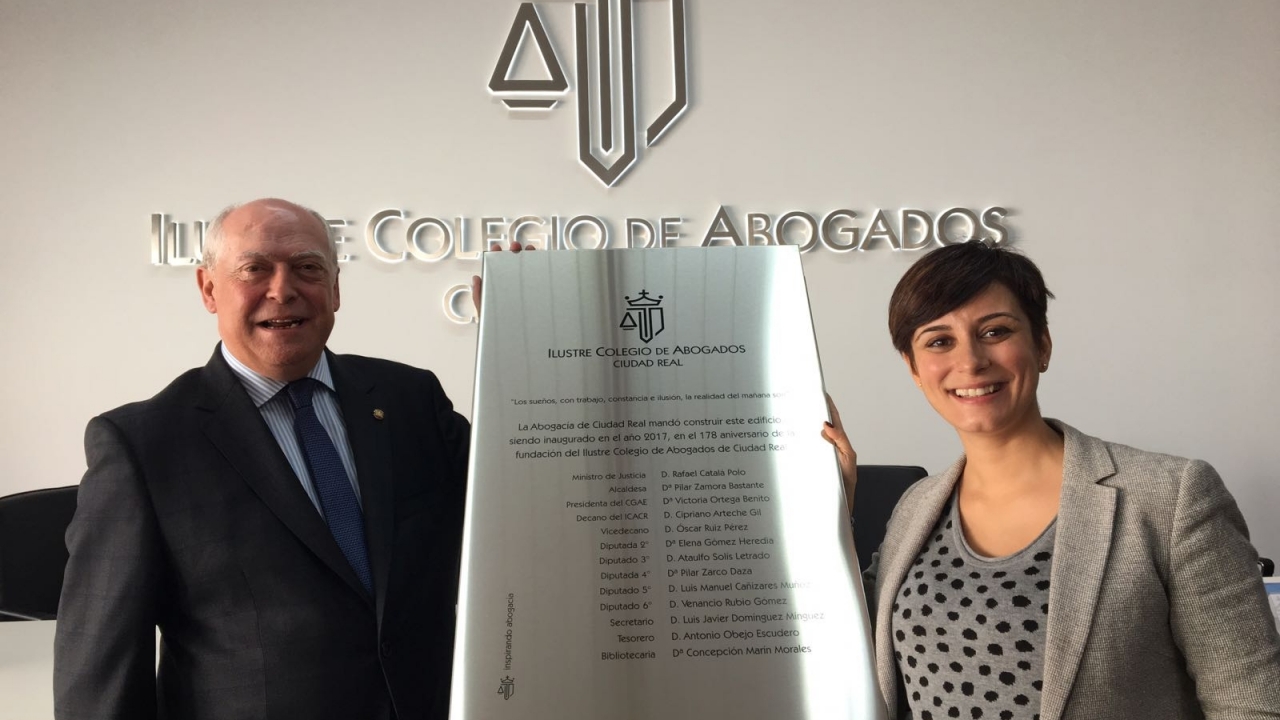 ILUSTRE COLEGIO DE ABOGADOS
ILUSTRE COLEGIO DE ABOGADOS
CIUDAD REAL
"Los sueños, con trabajo, constancia e ilusión, la realidad del mañana
La Abogacía de Ciudad Real mandó construir este edificio
siendo inaugurado en el año 2017, en el 178 aniversario de la
fundación del Ilustre Colegio de Abogados de Ciudad Real
Ministro de Justicia D. Rafael Catalá Polo
Alcaldesa Dª Pilar Zamora Bastante
Presidenta del CGAE Dª Victoria Ortega Benito
Decano del ICACR D. Cipriano Arteche Gil
Vicedecano D. Óscar Ruiz Pérez
Diputada 2ª Dª Elena Gómez Heredia
Diputado 3º D. Ataulfo Solís Letrado
Diputada 4ª Dª Pilar Zarco Daza
Diputado 5º D. Luis Manuel Cañizares Muñoz
Diputado 6º D. Venancio Rubio Gómez
Secretario D. Luis Javier Domínguez Mínguez
Tesorero D. Antonio Obejo Escudero
Bibliotecaria Dª Concepción Marín Morales
inspirando abogacía